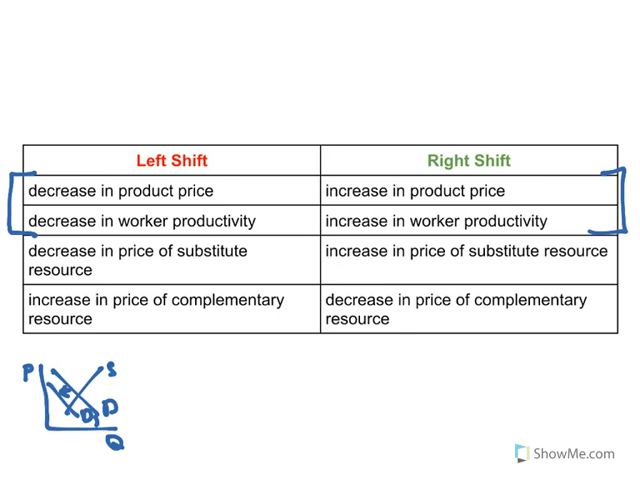 Left Shift Right Shift
decrease in product price increase in product price
decrease in worker productivity increase in worker productivity
decrease in price of substitute increase in price of substitute resource
resource
increase in price of complementary decrease in price of complementary
resource resource
P S
D₁ D
Q
ShowMe.com